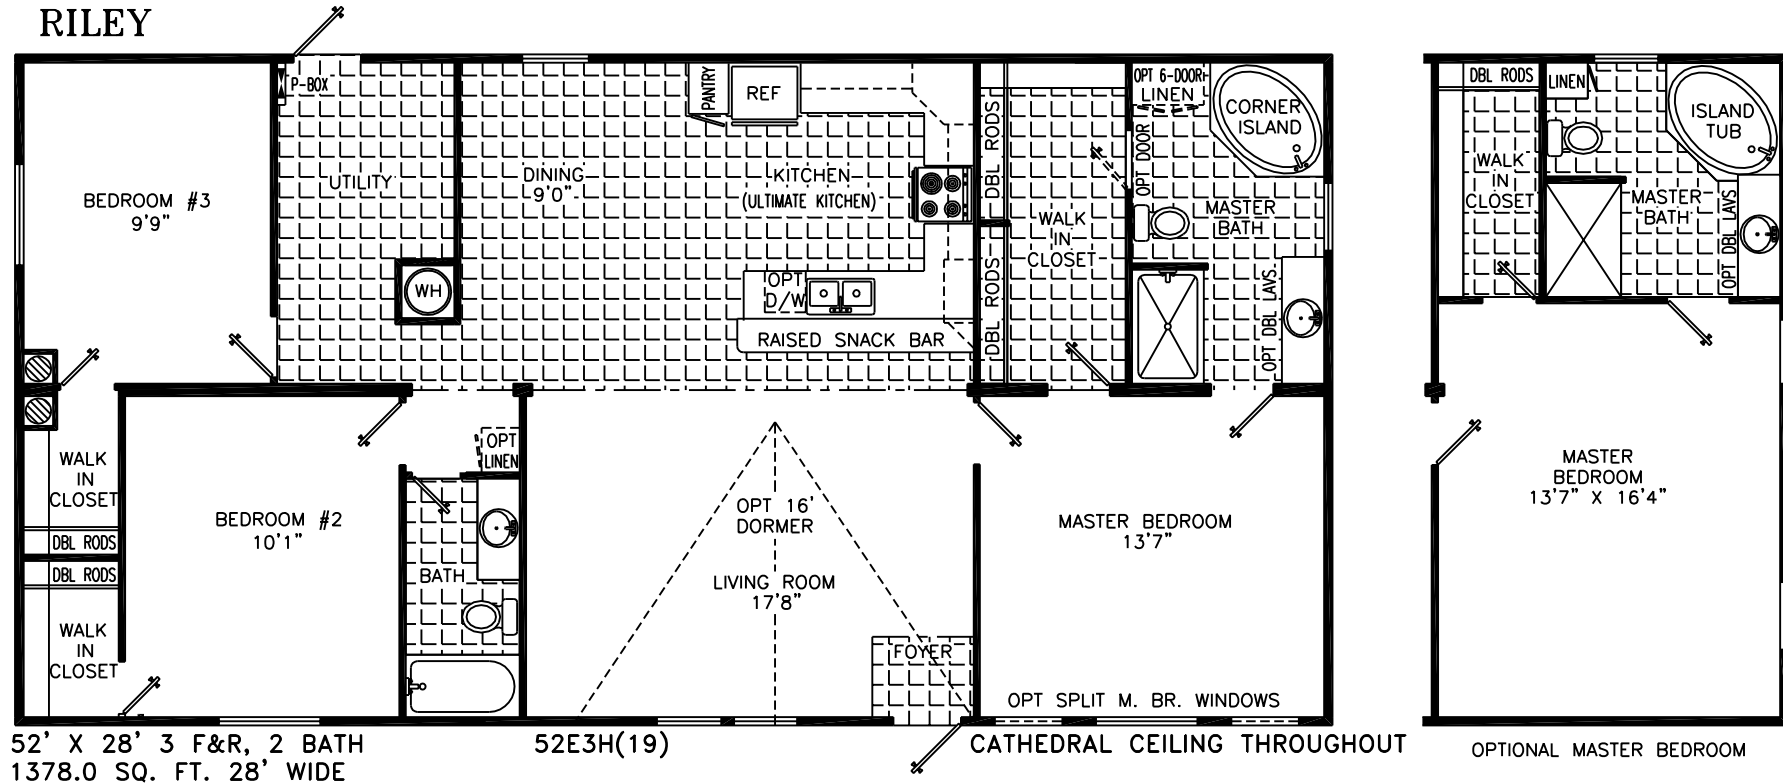 RILEY
P-BOX
BEDROOM #3
9'9"
UTILITY
WH
DINING
9'0"
PANTRY
REF
KITCHEN
(ULTIMATE KITCHEN)
OPT
D/W
RAISED SNACK BAR
DBL RODS
DBL RODS
WALK
IN
CLOSET
OPT 6-DOOR
LINEN
OPT DOOR
CORNER
ISLAND
MASTER
BATH
OPT DBL LAVS.
WALK
IN
CLOSET
DBL RODS
DBL RODS
WALK
IN
CLOSET
BEDROOM #2
10'1"
OPT
LINEN
BATH
OPT 16'
DORMER
LIVING ROOM
17'8"
FOYER
MASTER BEDROOM
13'7"
OPT SPLIT M. BR. WINDOWS
DBL RODS
WALK
IN
CLOSET
LINEN
ISLAND
TUB
MASTER
BATH
OPT DBL LAVS
MASTER
BEDROOM
13'7" X 16'4"
OPTIONAL MASTER BEDROOM
52' X 28' 3 F&R, 2 BATH
1378.0 SQ. FT. 28' WIDE
52E3H(19)
CATHEDRAL CEILING THROUGHOUT